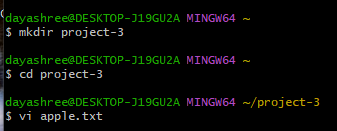 dayashree@DESKTOP-J19GU2A MINGW64 ~
$ mkdir project-3
dayashree@DESKTOP-J19GU2A MINGW64 ~
$ cd project-3
dayashree@DESKTOP-J19GU2A MINGW64 ~/project-3
$ vi apple.txt